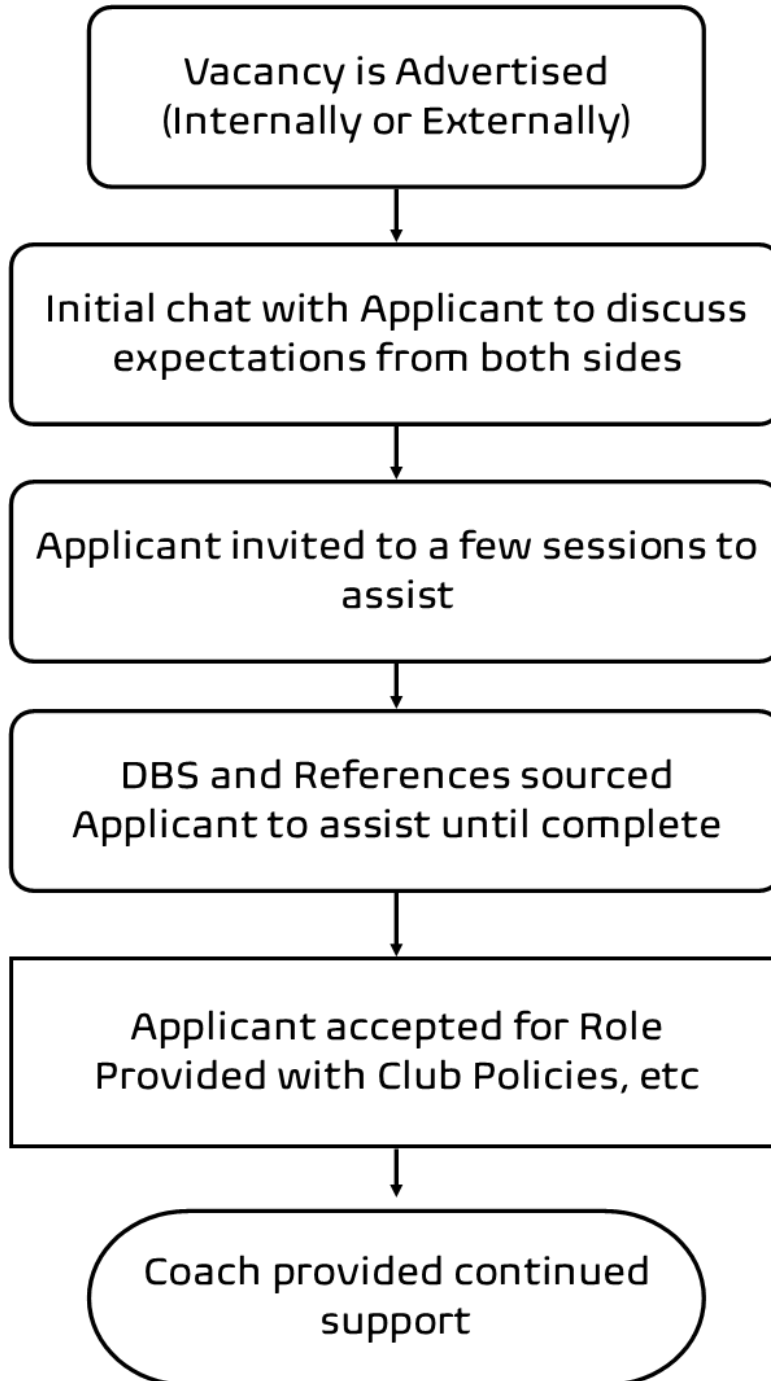 Vacancy is Advertised
(Internally or Externally)
Initial chat with Applicant to discuss
expectations from both sides
Applicant invited to a few sessions to
assist
DBS and References sourced
Applicant to assist until complete
Applicant accepted for Role
Provided with Club Policies, etc
Coach provided continued
support